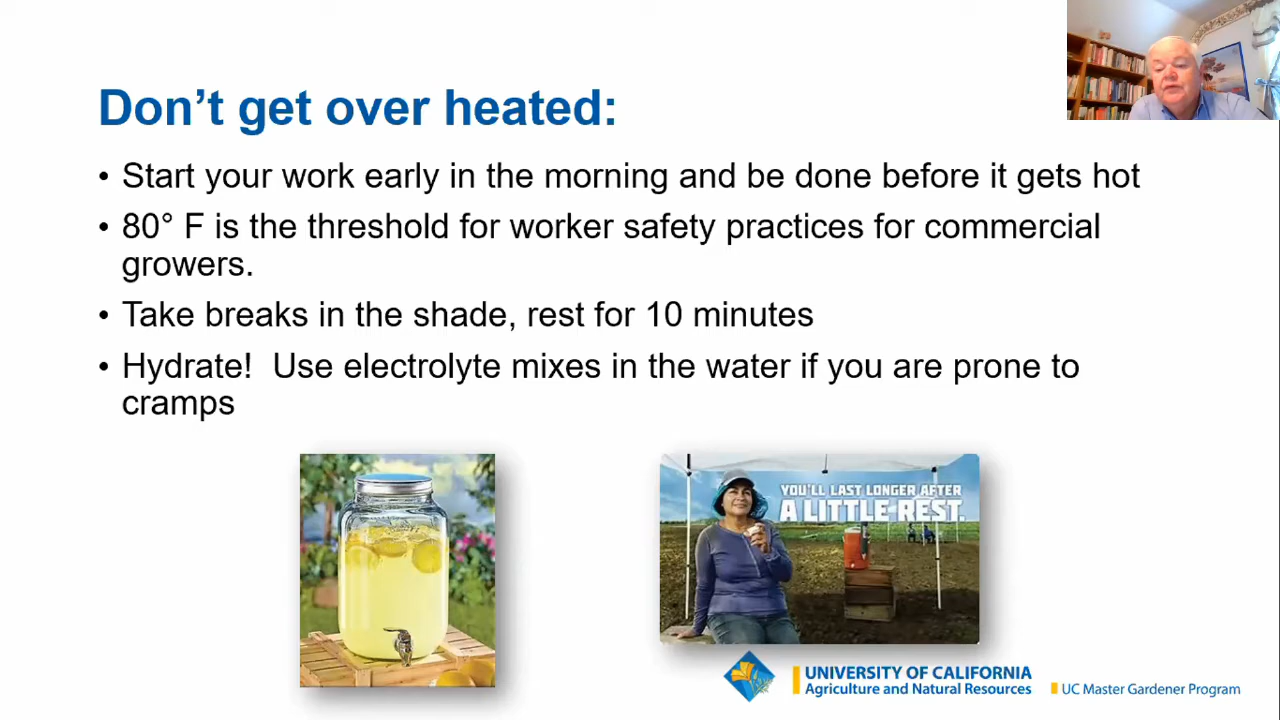 Don’t get over heated:
• Start your work early in the morning and be done before it gets hot
• 80° F is the threshold for worker safety practices for commercial
growers.
• Take breaks in the shade, rest for 10 minutes
• Hydrate!  Use electrolyte mixes in the water if you are prone to
cramps
YOU'LL LAST LONGER AFTER
A LITTLE REST.
UNIVERSITY OF CALIFORNIA
Agriculture and Natural Resources
UC Master Gardener Program